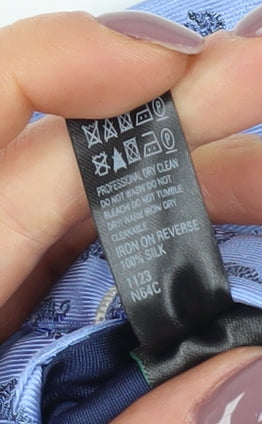 PROFESSIONAL DRY CLEAN
DO NOT WASH/ DO NOT
BLEACH/ DO NOT TUMBLE
DRY/ WARM IRON /DRY
CLEANABLE
IRON ON REVERSE
100% SILK
1123
N64C